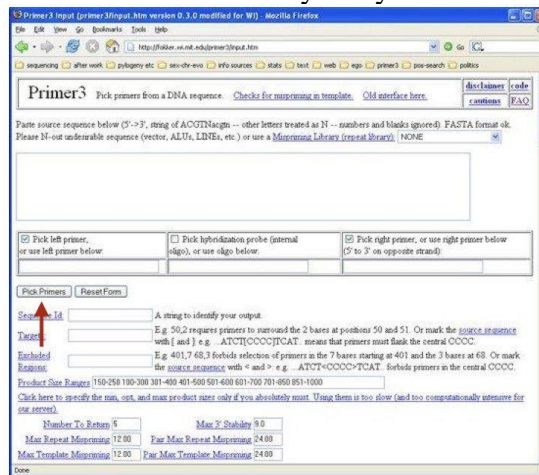 Primer3 Input (primer3/input.htm version 0.3.0 modified for WI) - Mozilla Firefox
File Edit View Go Bookmarks Tools Help
http://fokker.wi.mit.edu/primer3/input.htm Go
sequencing after work pylogeny etc sex-chr-evo info sources stats text web ego primer3 pos-search politics
Primer3 Pick primers from a DNA sequence. Checks for mispriming in template. Old interface here. disclaimer code
cautions FAQ
Paste source sequence below (5'->3', string of ACGTNacgtn -- other letters treated as N -- numbers and blanks ignored). FASTA format ok.
Please N-out undesirable sequence (vector, ALUs, LINEs, etc.) or use a Mispriming Library (repeat library): NONE
Pick left primer, Pick hybridization probe (internal Pick right primer, or use right primer below
or use left primer below. oligo), or use oligo below. (5' to 3' on opposite strand).
Pick Primers Reset Form
Sequence Id: A string to identify your output.
Targets: E.g. 50,2 requires primers to surround the 2 bases at positions 50 and 51. Or mark the source sequence
with [ and ]: e.g. ...ATCT[CCCC]TCAT.. means that primers must flank the central CCCC.
Excluded E.g. 401,7 68,3 forbids selection of primers in the 7 bases starting at 401 and the 3 bases at 68. Or mark
Regions: the source sequence with < and >: e.g. ...ATCT<CCCC>TCAT.. forbids primers in the central CCCC.
Product Size Ranges 150-250 100-300 301-400 401-500 501-600 601-700 701-850 851-1000
Click here to specify the min, opt, and max product sizes only if you absolutely must. Using them is too slow (and too computationally intensive for
our server).
Number To Return 5 Max 3' Stability 9.0
Max Repeat Mispriming 12.00 Pair Max Repeat Mispriming 24.00
Max Template Mispriming 12.00 Pair Max Template Mispriming 24.00
Done